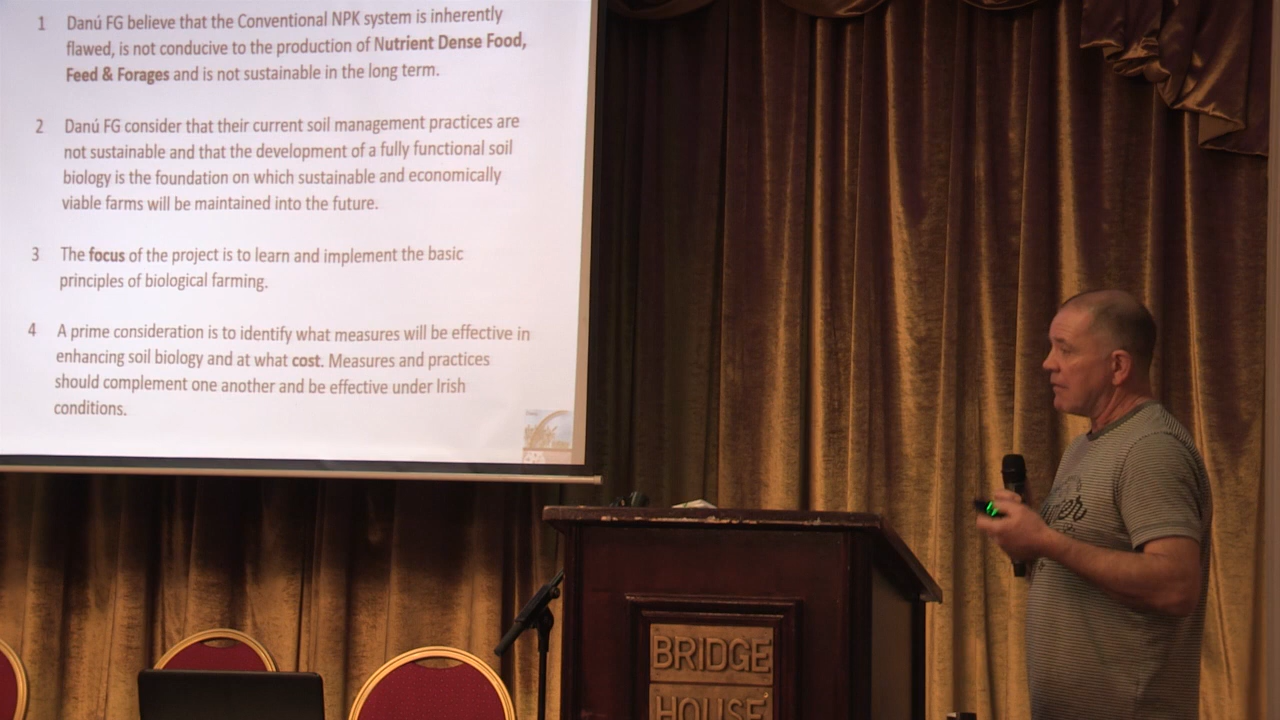 1 Danú FG believe that the Conventional NPK system is inherently
flawed, is not conducive to the production of Nutrient Dense Food,
Feed & Forages and is not sustainable in the long term.
2 Danú FG consider that their current soil management practices are
not sustainable and that the development of a fully functional soil
biology is the foundation on which sustainable and economically
viable farms will be maintained into the future.
3 The focus of the project is to learn and implement the basic
principles of biological farming.
4 A prime consideration is to identify what measures will be effective in
enhancing soil biology and at what cost. Measures and practices
should complement one another and be effective under Irish
conditions.
BRIDGE
HOUSE